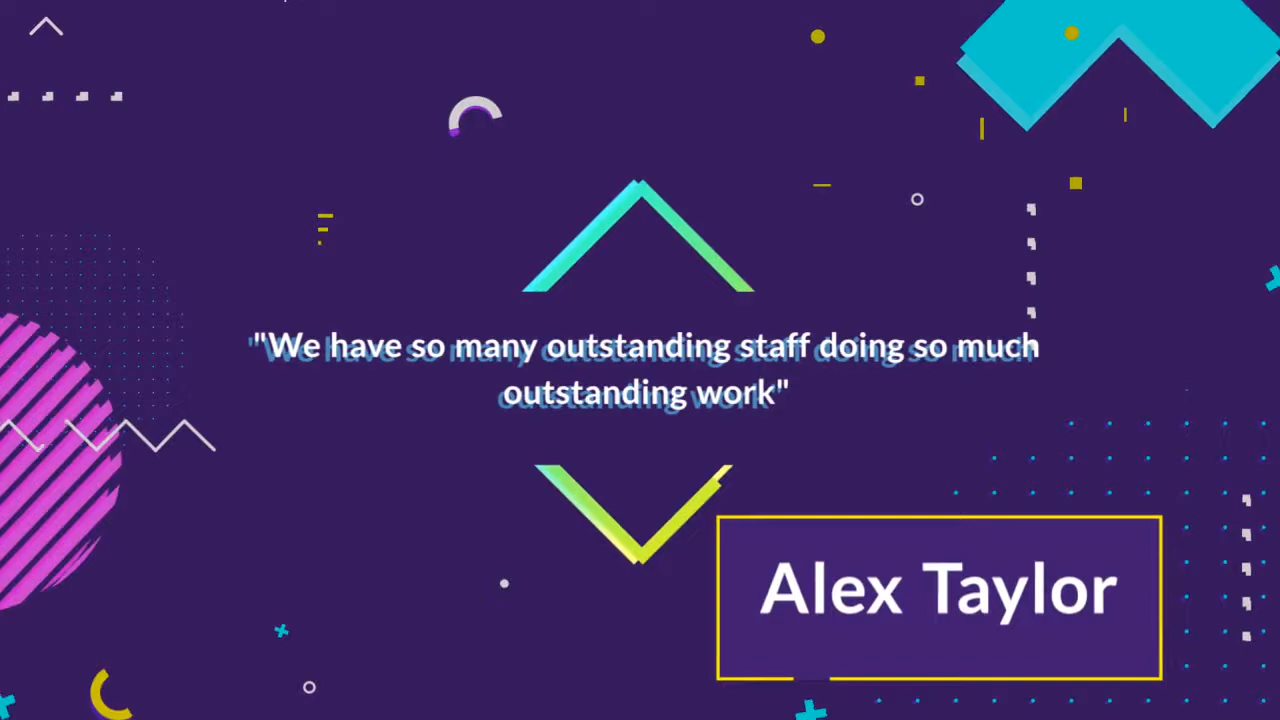 "We have so many outstanding staff doing so much
outstanding work"
Alex Taylor